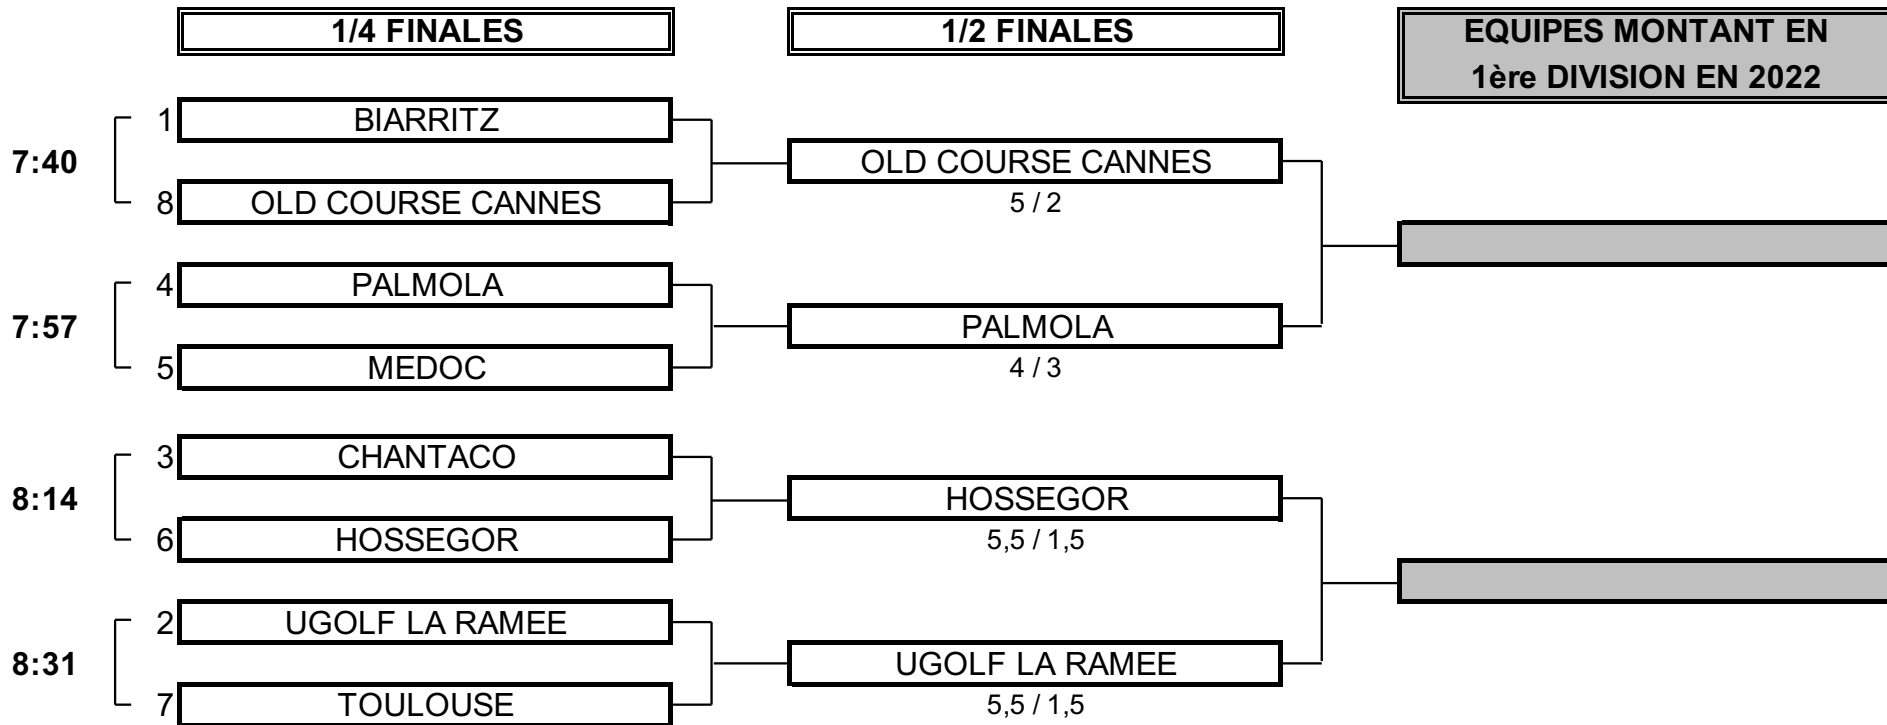 1/4 FINALES
1/2 FINALES
EQUIPES MONTANT EN
1ère DIVISION EN 2022
1 BIARRITZ
7:40
OLD COURSE CANNES
8 OLD COURSE CANNES
5 / 2
4 PALMOLA
7:57
PALMOLA
5 MEDOC
4 / 3
3 CHANTACO
8:14
HOSSEGOR
6 HOSSEGOR
5,5 / 1,5
2 UGOLF LA RAMEE
8:31
UGOLF LA RAMEE
7 TOULOUSE
5,5 / 1,5